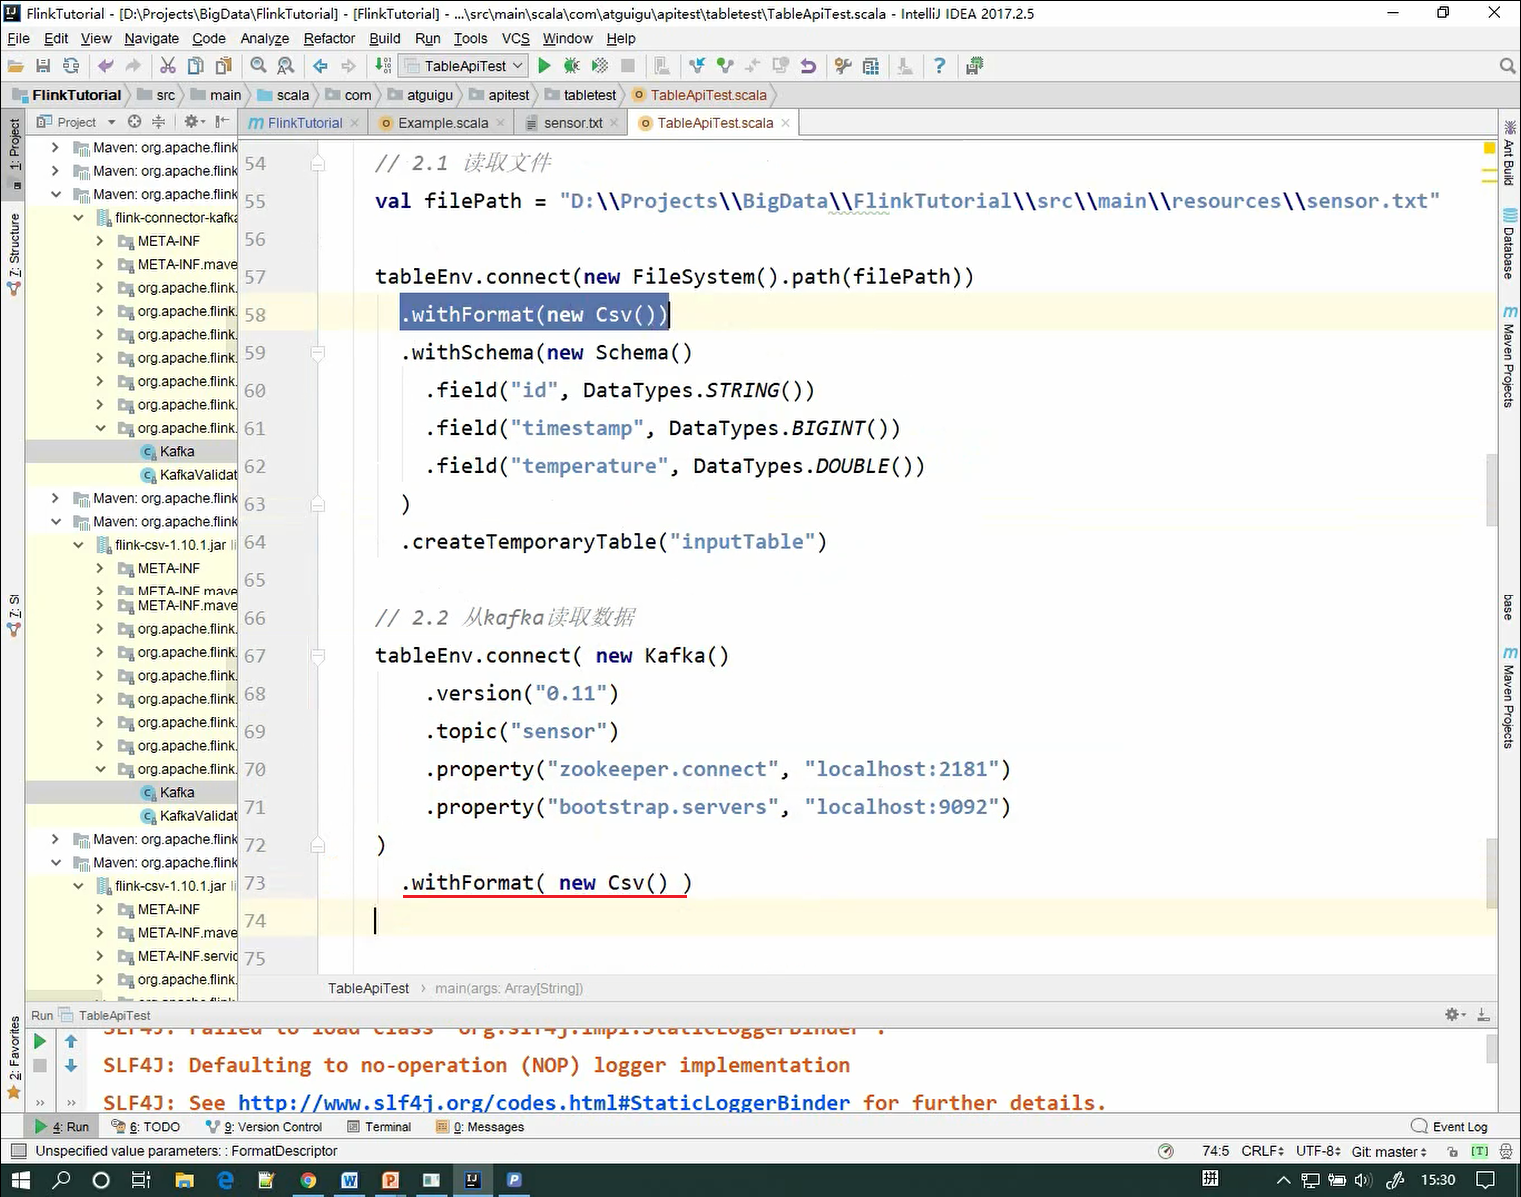 FlinkTutorial - [D:\Projects\BigData\FlinkTutorial] - [FlinkTutorial] - ...\src\main\scala\com\atguigu\apitest\tabletest\TableApiTest.scala - IntelliJ IDEA 2017.2.5
File Edit View Navigate Code Analyze Refactor Build Run Tools VCS Window Help
TableApiTest
FlinkTutorial src main scala com atguigu apitest tabletest TableApiTest.scala
Project
FlinkTutorial Example.scala sensor.txt TableApiTest.scala
1: Project
7: Structure
2: Favorites
Maven: org.apache.flink
Maven: org.apache.flink
Maven: org.apache.flink
flink-connector-kafka
META-INF
META-INF.mave
org.apache.flink.
org.apache.flink.
org.apache.flink.
org.apache.flink.
org.apache.flink.
org.apache.flink.
org.apache.flink.
Kafka
KafkaValidat
Maven: org.apache.flink
Maven: org.apache.flink
flink-csv-1.10.1.jar li
META-INF
META-INF.mave
META-INF.mave
org.apache.flink.
org.apache.flink.
org.apache.flink.
org.apache.flink.
org.apache.flink.
org.apache.flink.
org.apache.flink.
Kafka
KafkaValidat
Maven: org.apache.flink
Maven: org.apache.flink
flink-csv-1.10.1.jar li
META-INF
META-INF.mave
META-INF.servic
org.apache.flink.
54 // 2.1 读取文件
55 val filePath = "D:\\Projects\\BigData\\FlinkTutorial\\src\\main\\resources\\sensor.txt"
56
57 tableEnv.connect(new FileSystem().path(filePath))
58 .withFormat(new Csv())
59 .withSchema(new Schema()
60 .field("id", DataTypes.STRING())
61 .field("timestamp", DataTypes.BIGINT())
62 .field("temperature", DataTypes.DOUBLE())
63 )
64 .createTemporaryTable("inputTable")
65
66 // 2.2 从kafka读取数据
67 tableEnv.connect( new Kafka()
68 .version("0.11")
69 .topic("sensor")
70 .property("zookeeper.connect", "localhost:2181")
71 .property("bootstrap.servers", "localhost:9092")
72 )
73 .withFormat( new Csv() )
74
75
TableApiTest › main(args: Array[String])
Ant Build
Database
Maven Projects
base
Maven Projects
Run TableApiTest
SLF4J: Failed to load class "org.slf4j.impl.StaticLoggerBinder".
SLF4J: Defaulting to no-operation (NOP) logger implementation
SLF4J: See http://www.slf4j.org/codes.html#StaticLoggerBinder for further details.
4: Run 6: TODO 9: Version Control Terminal 0: Messages Event Log
Unspecified value parameters: : FormatDescriptor 74:5 CRLF UTF-8 Git: master
拼 15:30